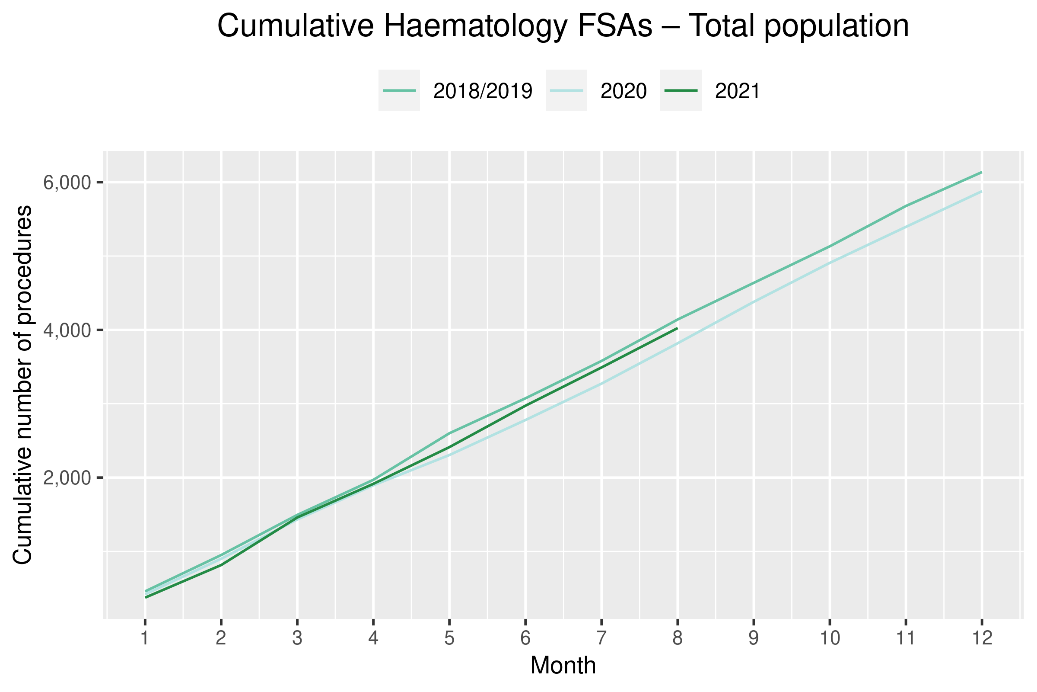 Cumulative Haematology FSAs – Total population
2018/2019 2020 2021
Cumulative number of procedures
6,000
4,000
2,000
1 2 3 4 5 6 7 8 9 10 11 12
Month